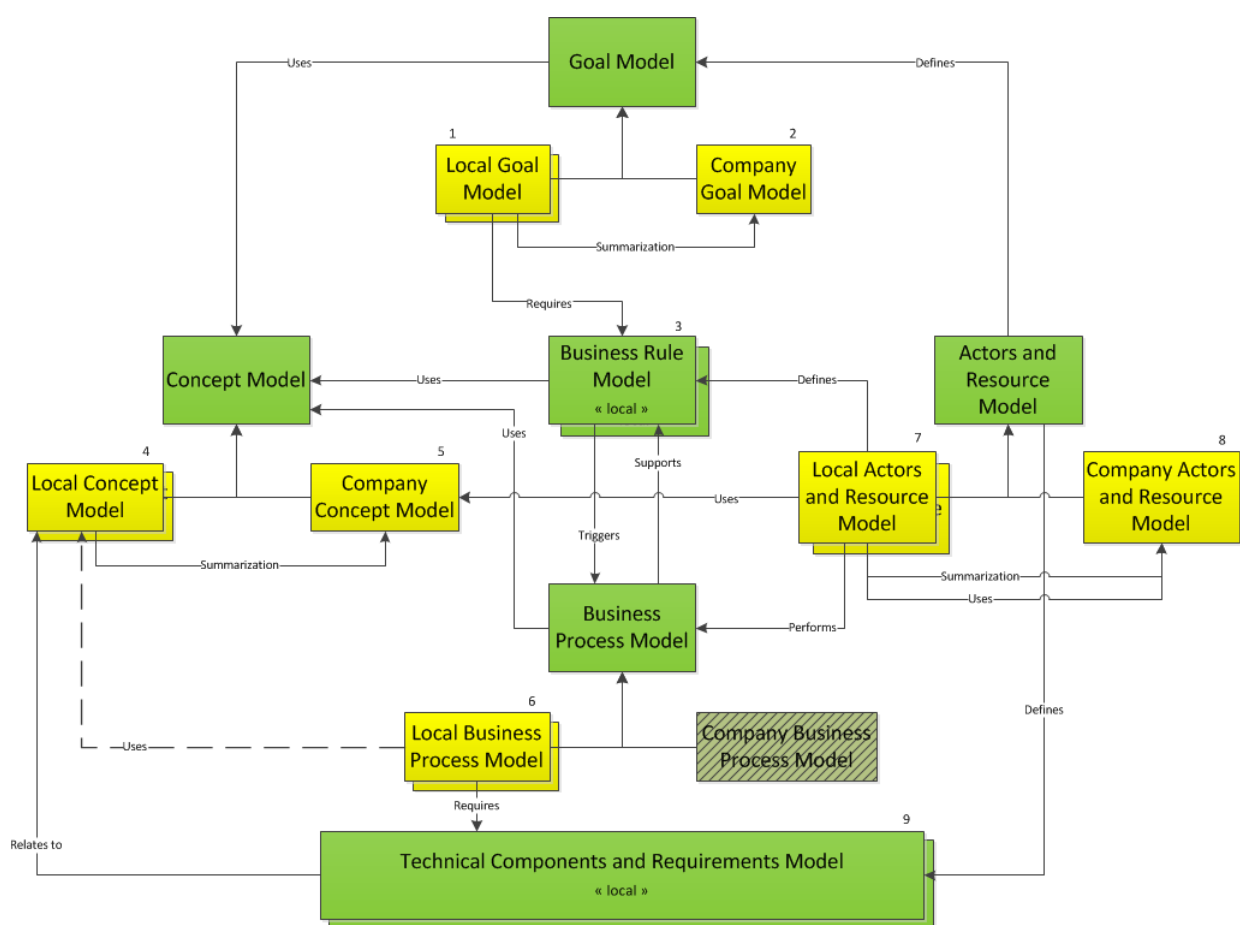 Goal Model
Uses
Defines
1
2
Local Goal
Model
Company
Goal Model
Summarization
Requires
3
Concept Model
Business Rule
Model
« local »
Actors and
Resource
Model
Uses
Defines
Uses
Supports
4
5
7
8
Local Concept
Model
Company
Concept Model
Local Actors
and Resource
Model
e
Company Actors
and Resource
Model
Uses
Triggers
Summarization
Summarization
Uses
Business
Process Model
Performs
6
Defines
Local Business
Process Model
Company Business
Process Model
Uses
Requires
9
Relates to
Technical Components and Requirements Model
« local »